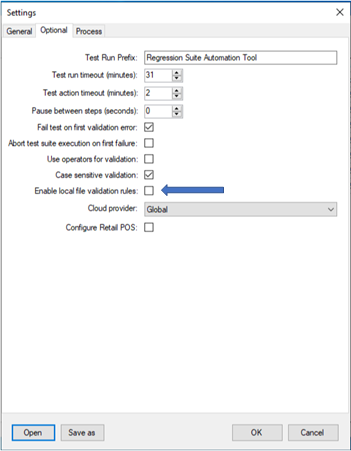 Settings
General Optional Process
Test Run Prefix: Regression Suite Automation Tool
Test run timeout (minutes): 31
Test action timeout (minutes): 2
Pause between steps (seconds): 0
Fail test on first validation error:
Abort test suite execution on first failure:
Use operators for validation:
Case sensitive validation:
Enable local file validation rules:
Cloud provider: Global
Configure Retail POS:
Open Save as OK Cancel